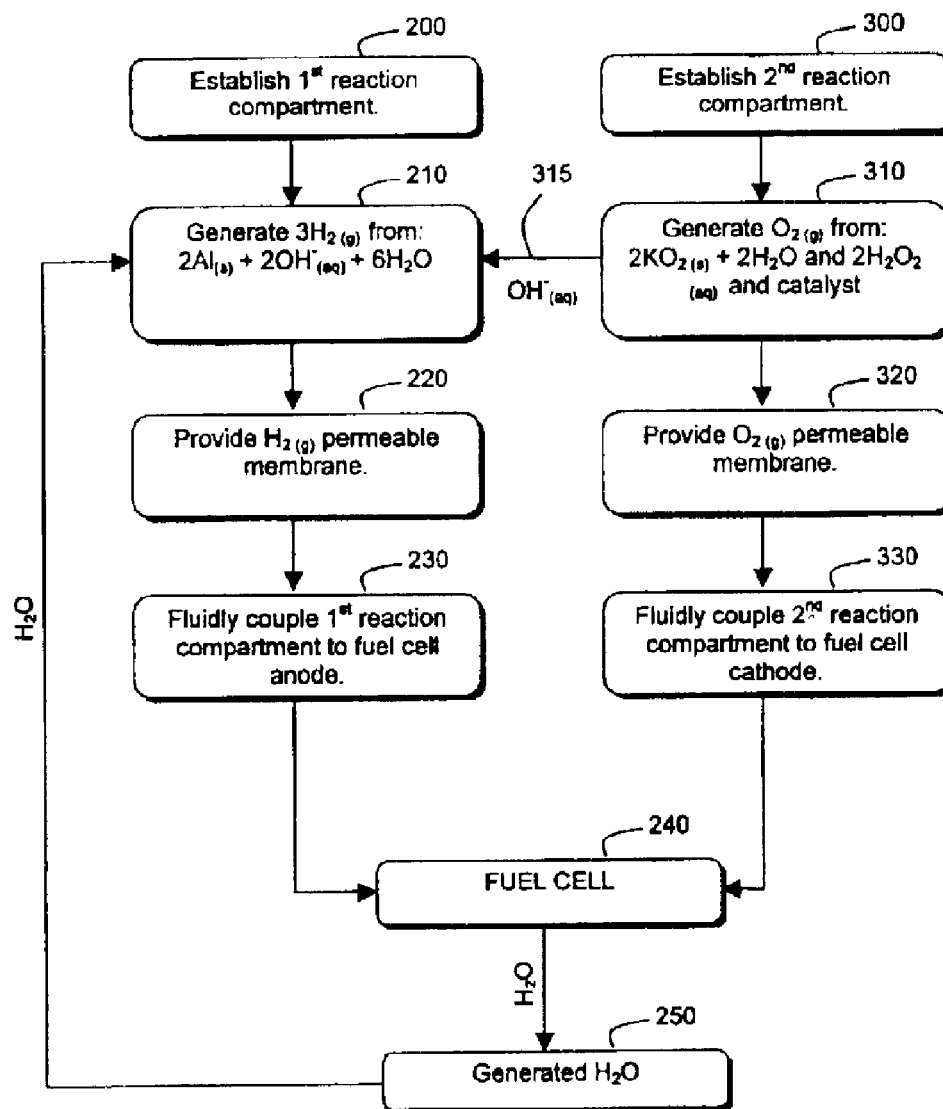 200
300
Establish 1st reaction
compartment.
Establish 2nd reaction
compartment.
210
315
310
Generate 3H2 (g) from:
2Al(s) + 2OH-(aq) + 6H2O
OH-(aq)
Generate O2 (g) from:
2KO2 (s) + 2H2O and 2H2O2
(aq) and catalyst
220
320
Provide H2 (g) permeable
membrane.
Provide O2 (g) permeable
membrane.
230
330
Fluidly couple 1st reaction
compartment to fuel cell
anode.
Fluidly couple 2nd reaction
compartment to fuel cell
cathode.
H2O
240
FUEL CELL
H2O
250
Generated H2O